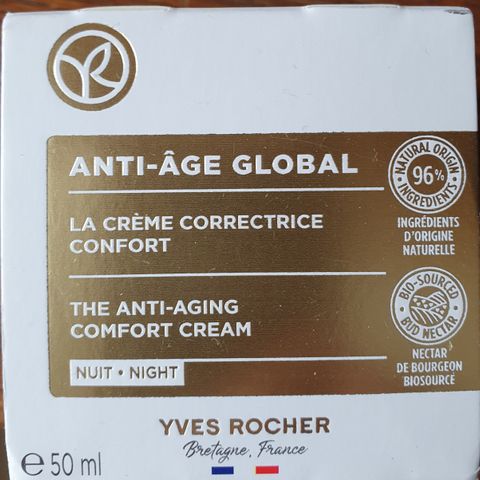 ANTI-ÂGE GLOBAL
LA CRÈME CORRECTRICE
CONFORT
THE ANTI-AGING
COMFORT CREAM
NUIT • NIGHT
NATURAL ORIGIN
96%
INGREDIENTS
INGRÉDIENTS
D'ORIGINE
NATURELLE
BIO-SOURCED
BUD NECTAR
NECTAR
DE BOURGEON
BIOSOURCÉ
YVES ROCHER
Bretagne, France
℮ 50 ml